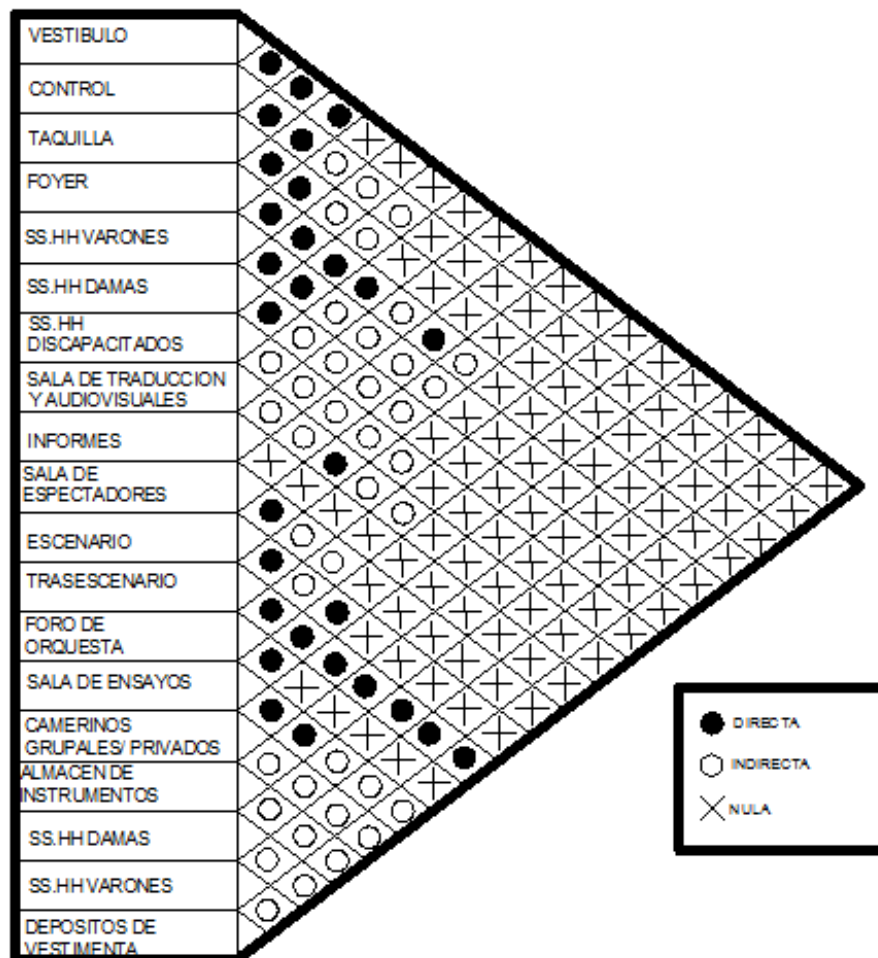 VESTIBULO
CONTROL
TAQUILLA
FOYER
SS.HH VARONES
SS.HH DAMAS
SS.HH
DISCAPACITADOS
SALA DE TRADUCCION
Y AUDIOVISUALES
INFORMES
SALA DE
ESPECTADORES
ESCENARIO
TRASESCENARIO
FORO DE
ORQUESTA
SALA DE ENSAYOS
CAMERINOS
GRUPALES/ PRIVADOS
ALMACEN DE
INSTRUMENTOS
SS.HH DAMAS
SS.HH VARONES
DEPOSITOS DE
VESTIMENTA
DIRECTA
INDIRECTA
NULA